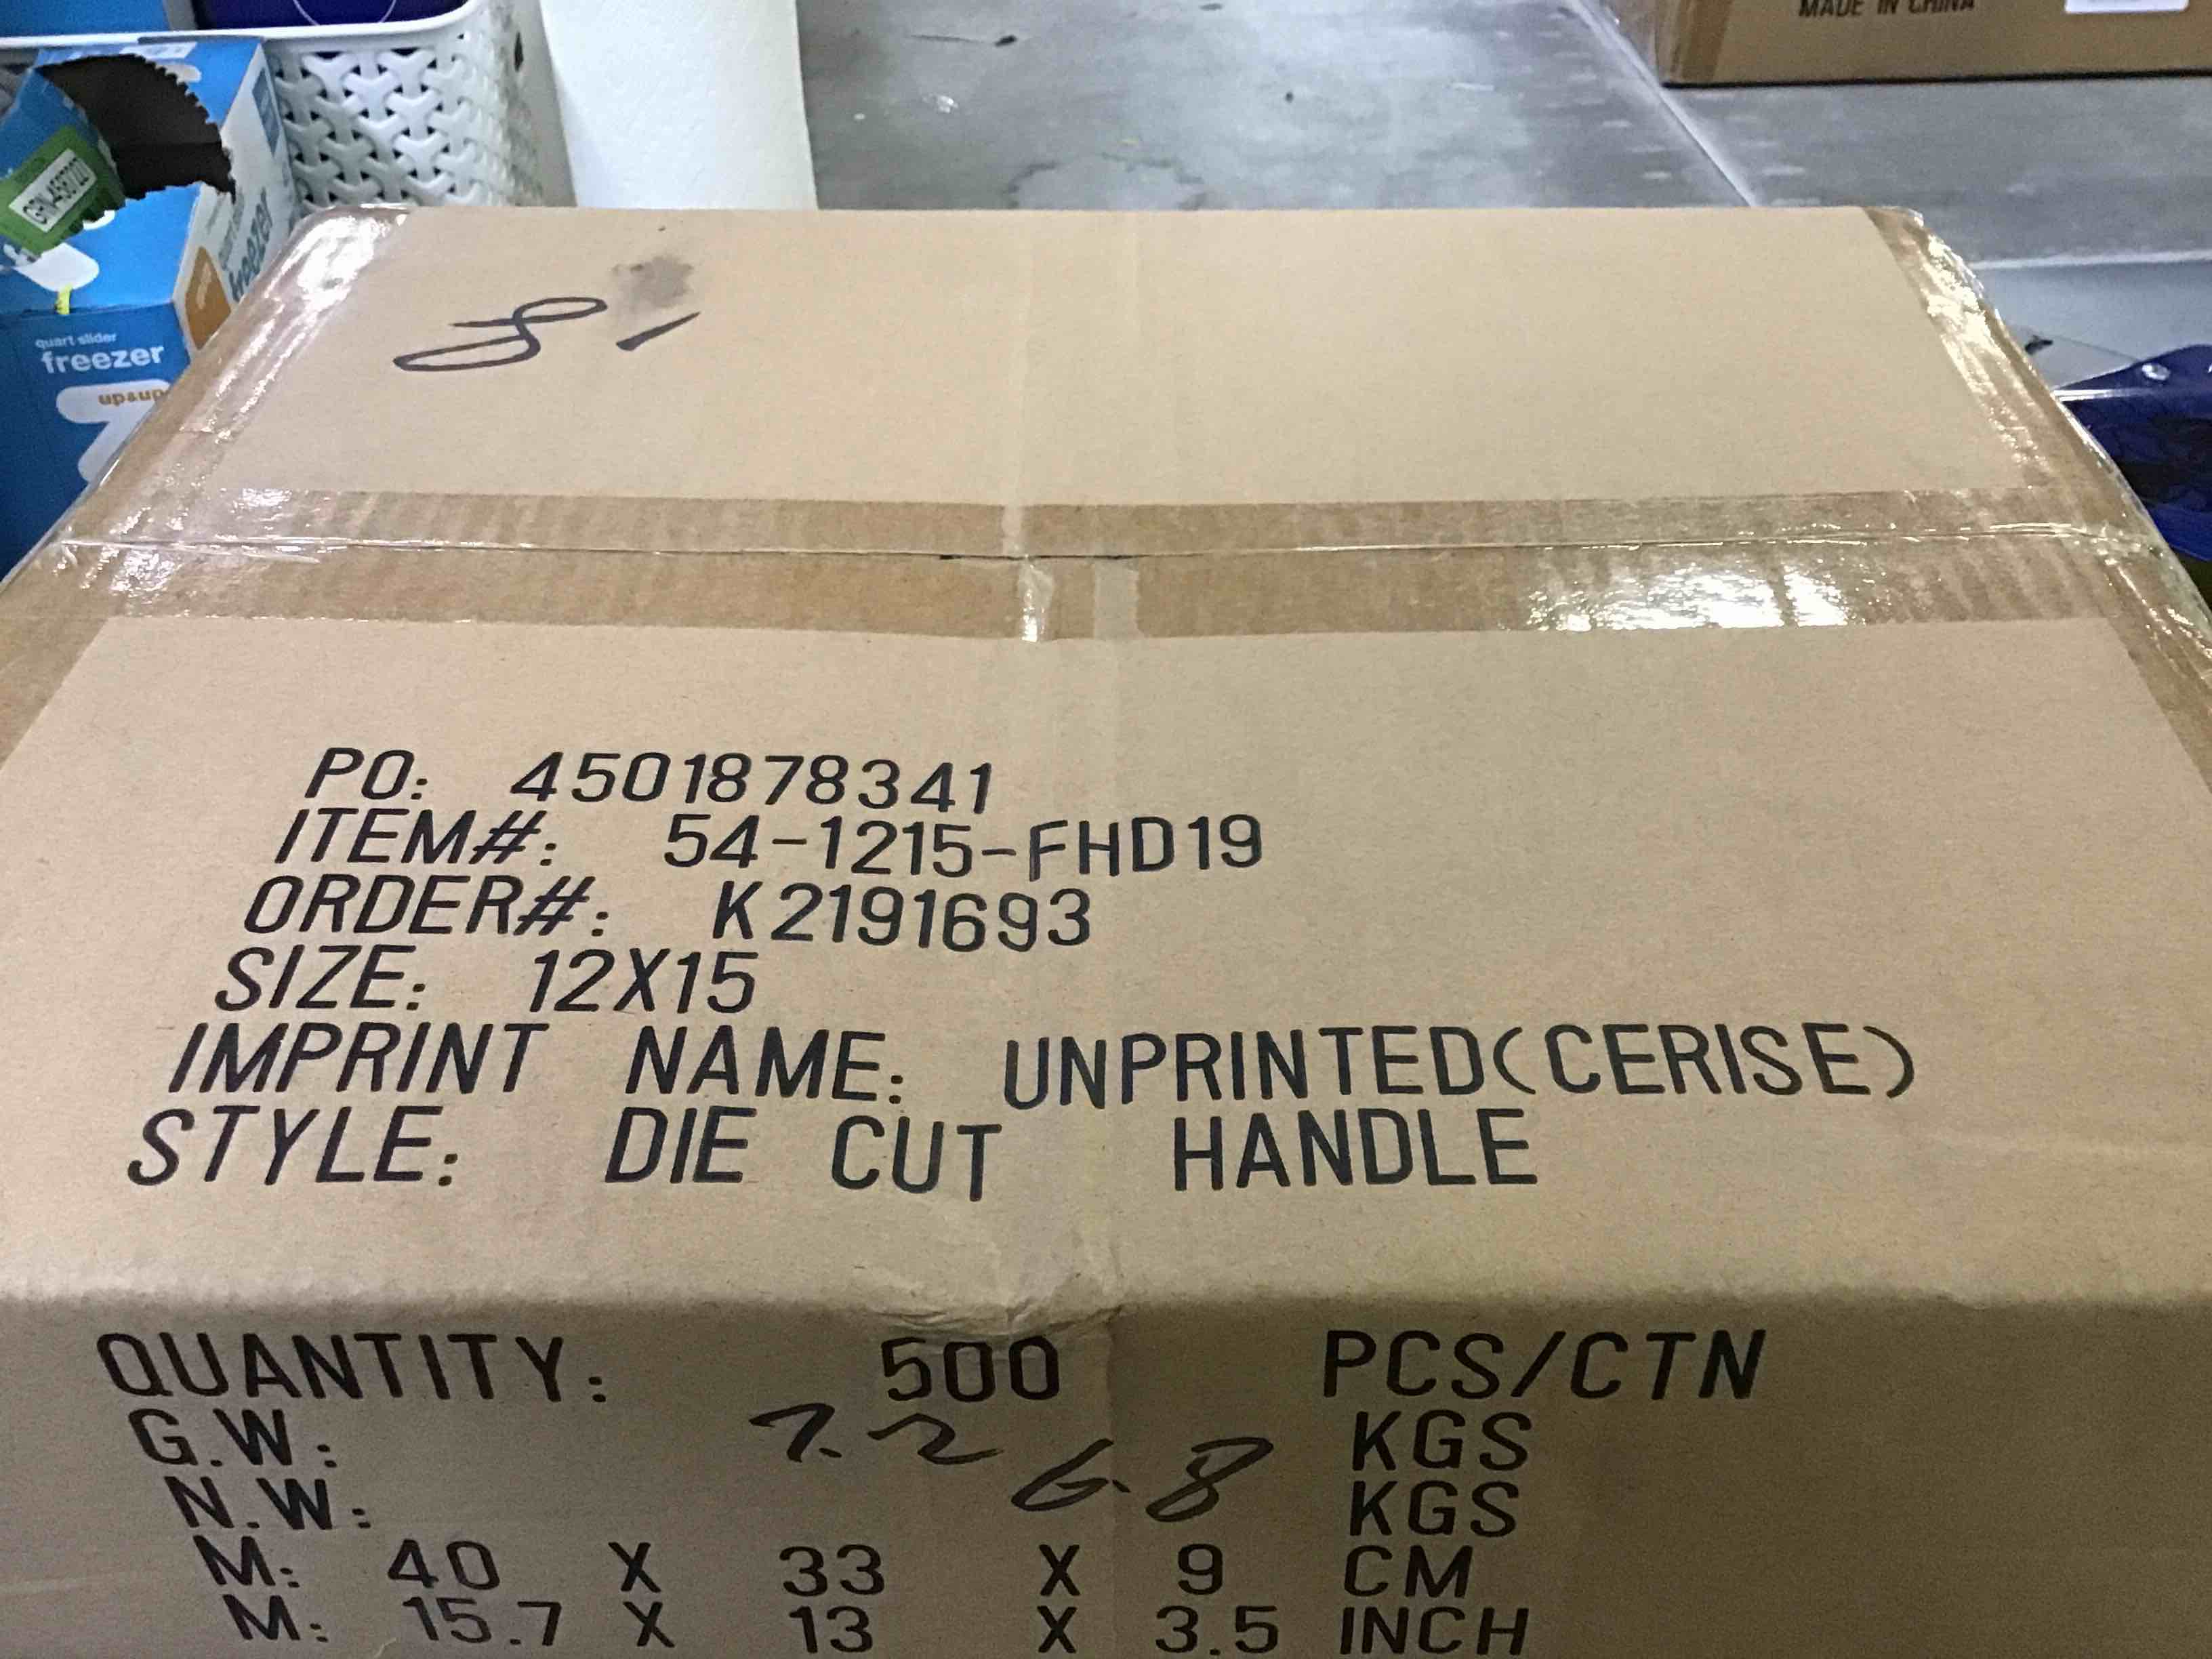 MADE IN CHINA
quart slider
freezer
up&up
freezer
81
PO: 4501878341
ITEM#: 54-1215-FHD19
ORDER#: K2191693
SIZE: 12X15
IMPRINT NAME: UNPRINTED(CERISE)
STYLE: DIE CUT HANDLE
QUANTITY: 500 PCS/CTN
G.W: 7.2 KGS
N.W: 6.8 KGS
M: 40 X 33 X 9 CM
M: 15.7 X 13 X 3.5 INCH